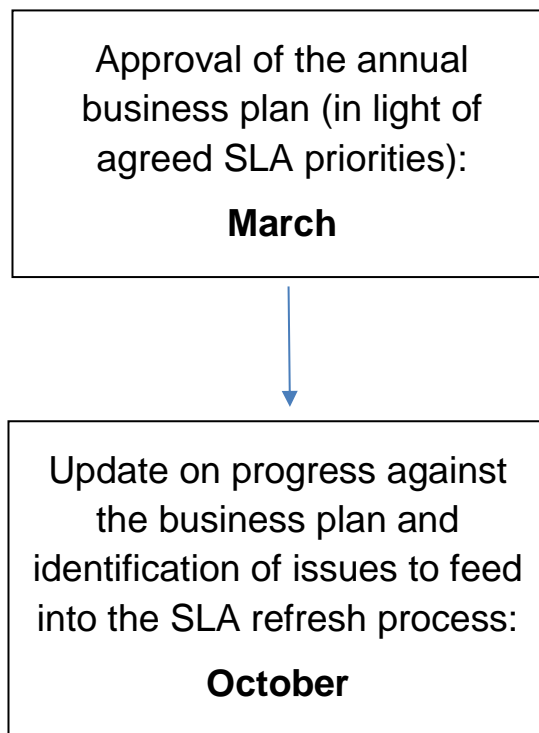 Approval of the annual
business plan (in light of
agreed SLA priorities):
March
Update on progress against
the business plan and
identification of issues to feed
into the SLA refresh process:
October